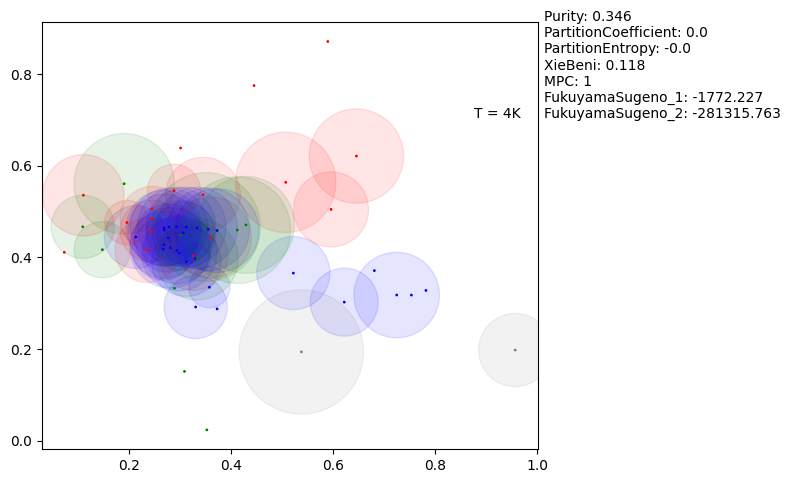 Purity: 0.346
PartitionCoefficient: 0.0
PartitionEntropy: -0.0
XieBeni: 0.118
MPC: 1
FukuyamaSugeno_1: -1772.227
FukuyamaSugeno_2: -281315.763
T = 4K
0.8
0.6
0.4
0.2
0.0
0.2
0.4
0.6
0.8
1.0